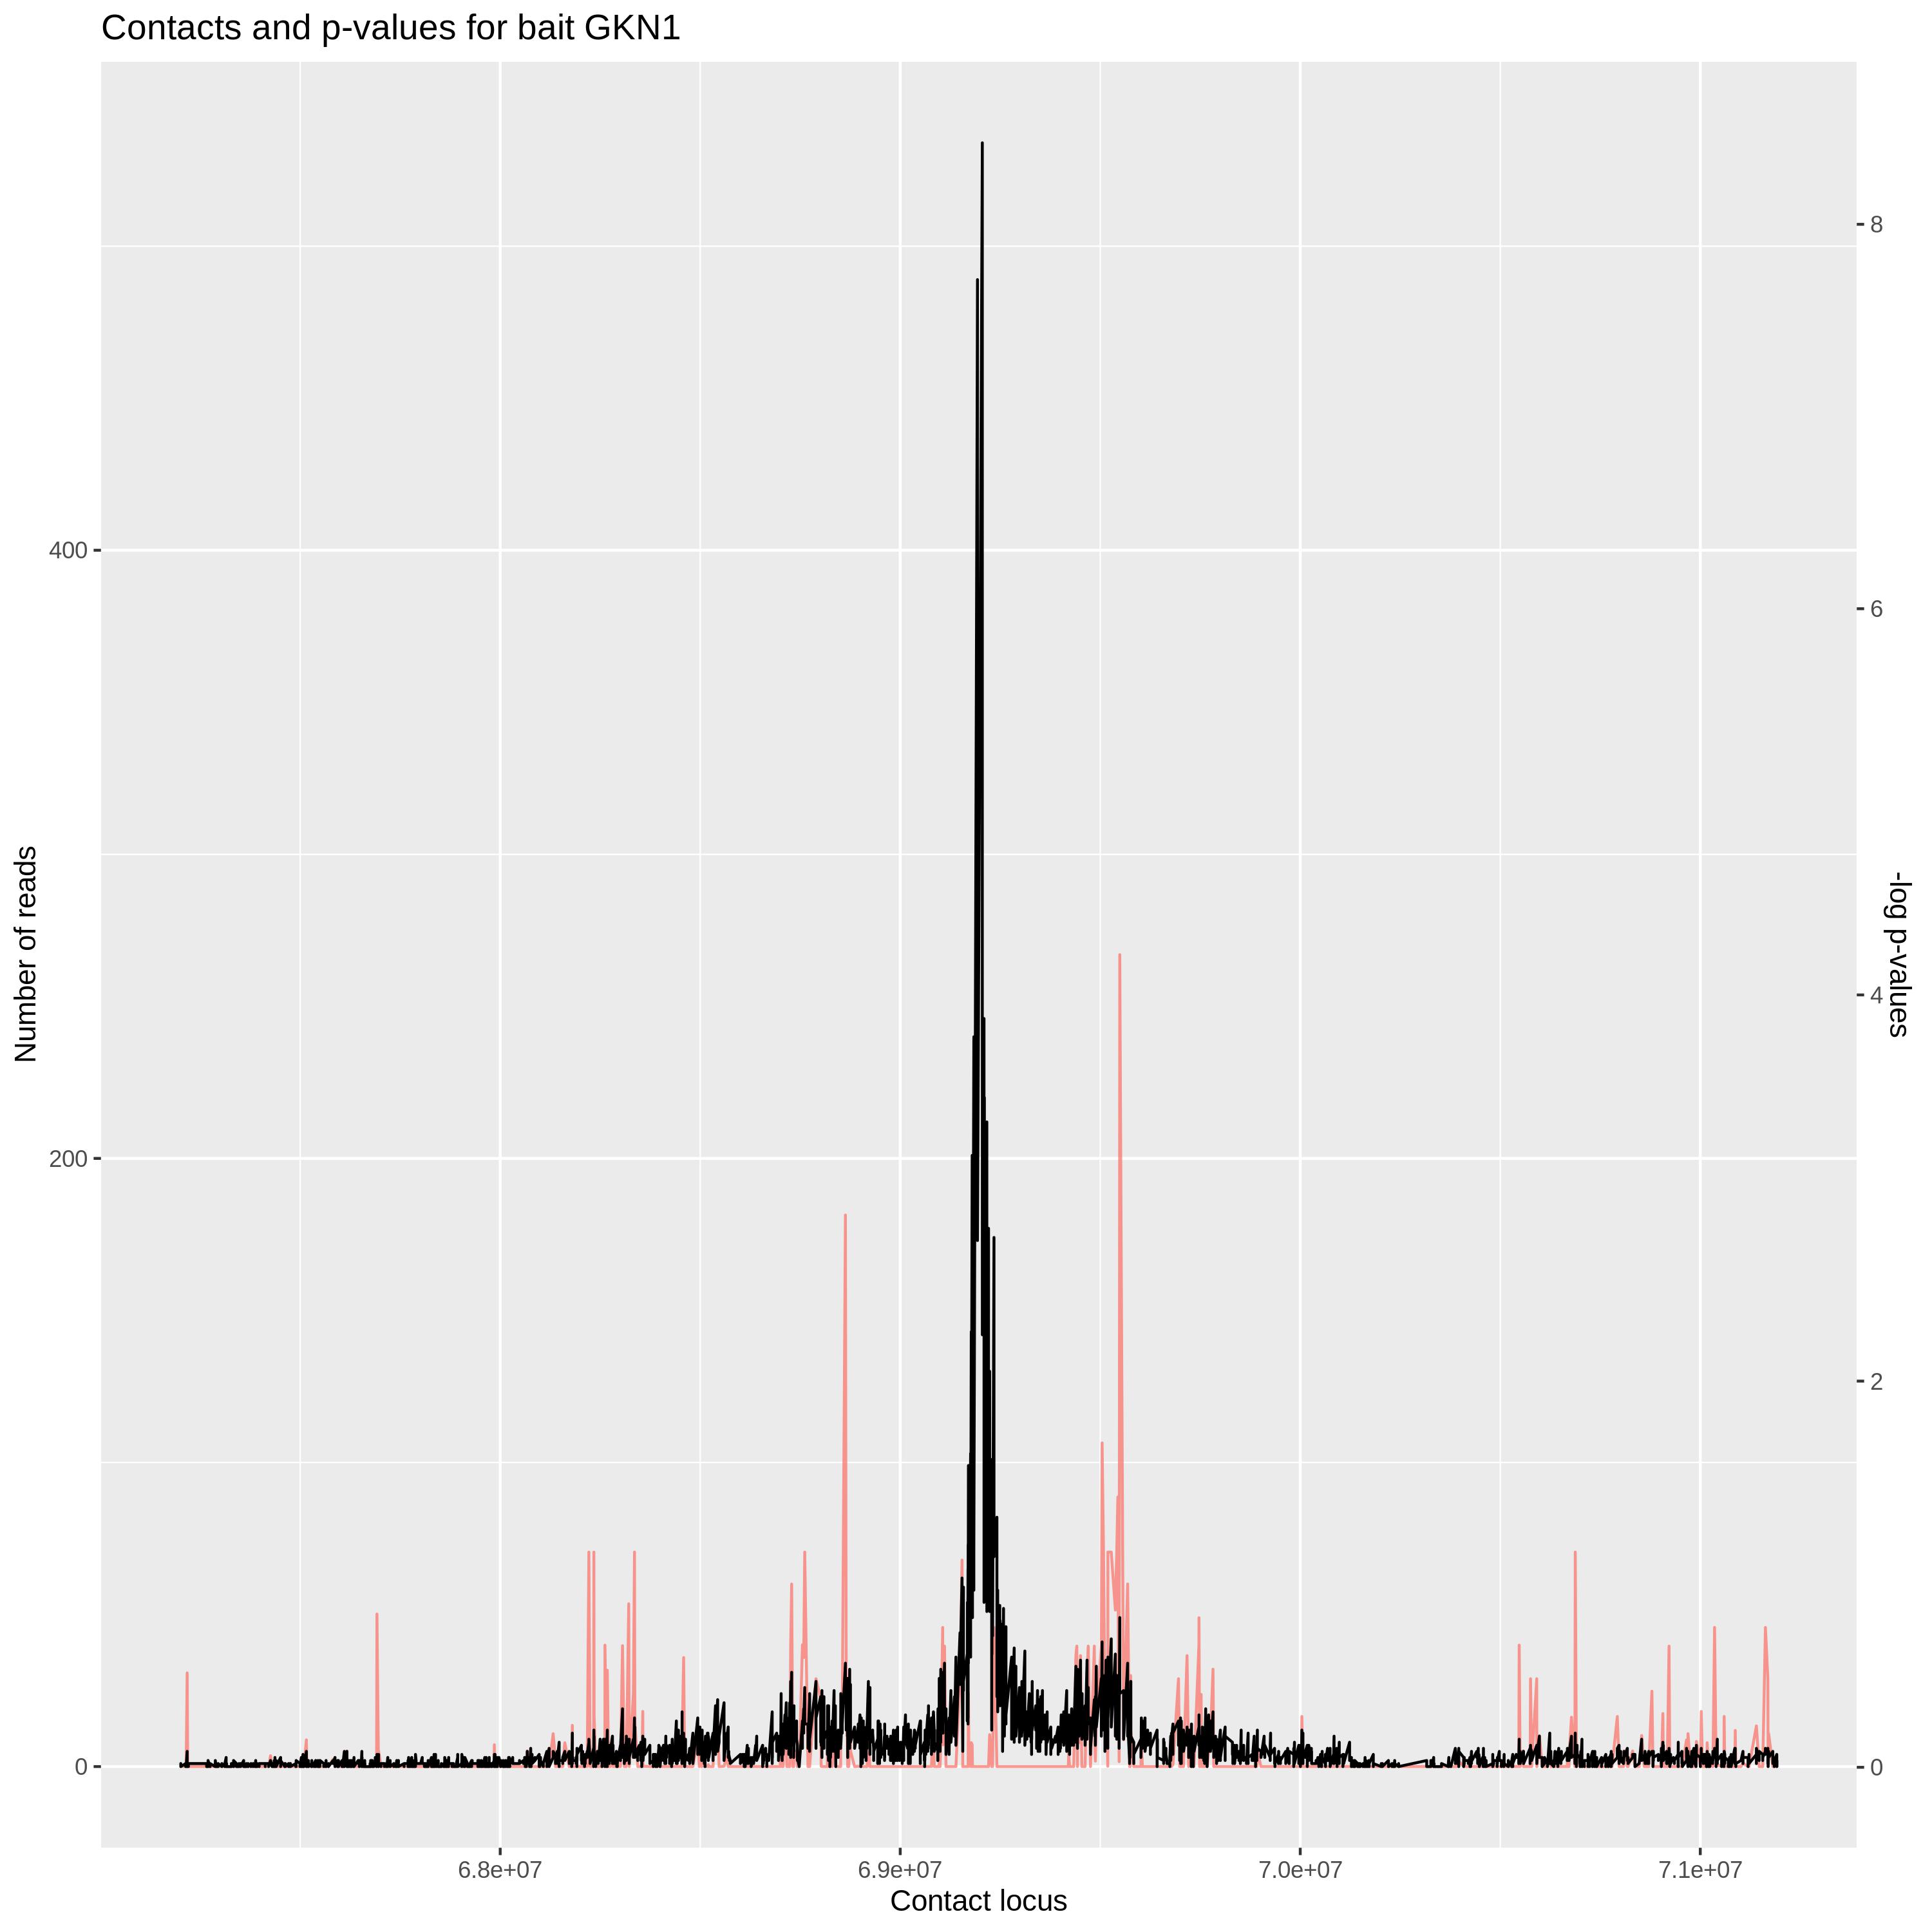 Contacts and p-values for bait GKN1
Number of reads
400
200
0
8
6
4
2
0
-log p-values
6.8e+07
6.9e+07
7.0e+07
7.1e+07
Contact locus